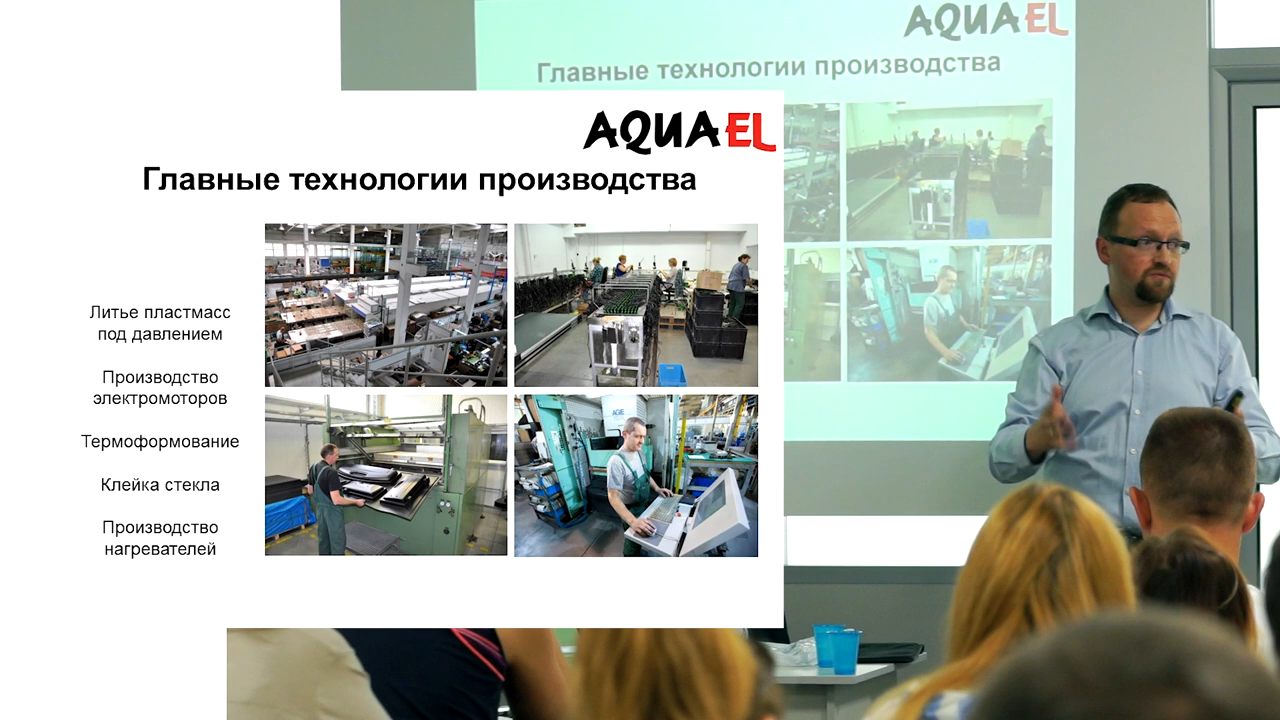 AQUAEL
Главные технологии производства
AQUAEL
Главные технологии производства
Литье пластмасс
под давлением
Производство
электромоторов
Термоформование
Клейка стекла
Производство
нагревателей
AGIE